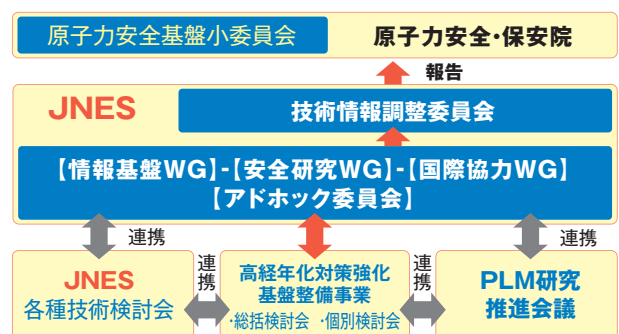 原子力安全基盤小委員会
原子力安全・保安院
報告
JNES
技術情報調整委員会
【情報基盤WG】-【安全研究WG】-【国際協力WG】
【アドホック委員会】
連携
連携
JNES
各種技術検討会
連携
高経年化対策強化
基盤整備事業
・総括検討会 ・個別検討会
連携
PLM研究
推進会議